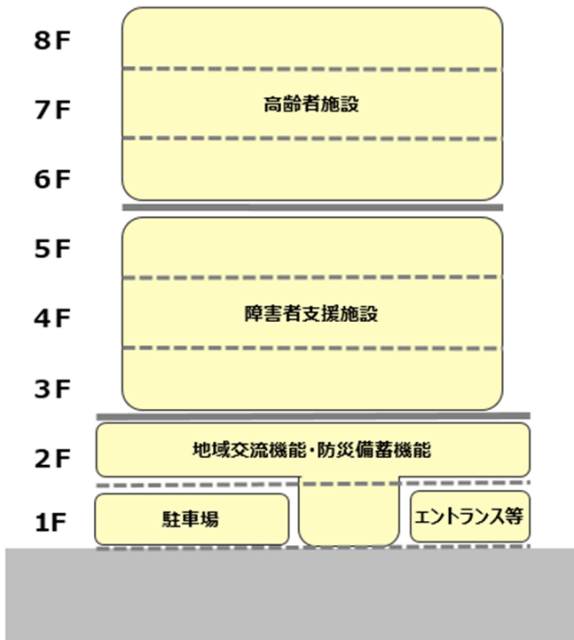 8F
7F
高齢者施設
6F
5F
4F
障害者支援施設
3F
2F
地域交流機能・防災備蓄機能
1F
駐車場
エントランス等